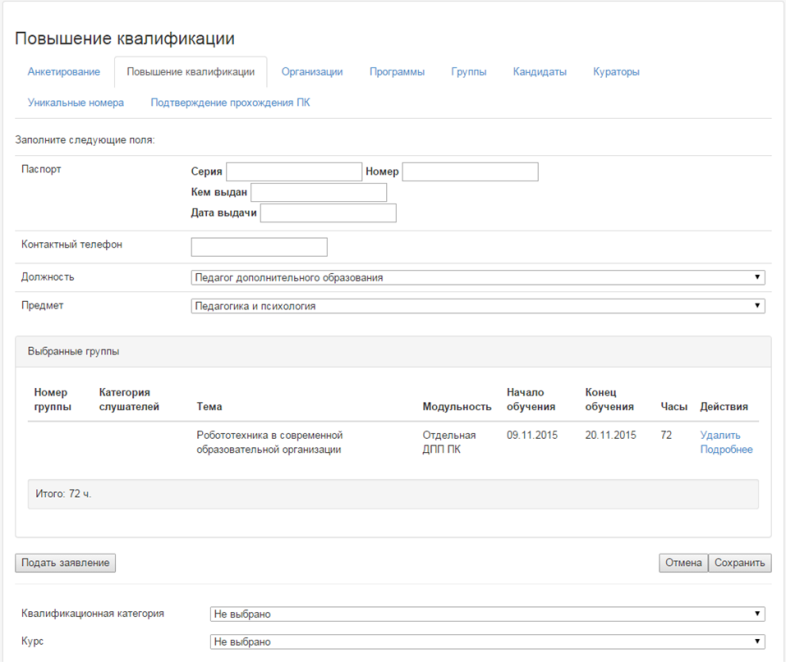 Повышение квалификации
Анкетирование Повышение квалификации Организации Программы Группы Кандидаты Кураторы
Уникальные номера Подтверждение прохождения ПК
Заполните следующие поля:
Паспорт Серия Номер
Кем выдан
Дата выдачи
Контактный телефон
Должность Педагог дополнительного образования
Предмет Педагогика и психология
Выбранные группы
Номер группы Категория слушателей Тема Модульность Начало обучения Конец обучения Часы Действия
Робототехника в современной Отдельная 09.11.2015 20.11.2015 72 Удалить
образовательной организации ДПП ПК Подробнее
Итого: 72 ч.
Подать заявление Отмена Сохранить
Квалификационная категория Не выбрано
Курс Не выбрано